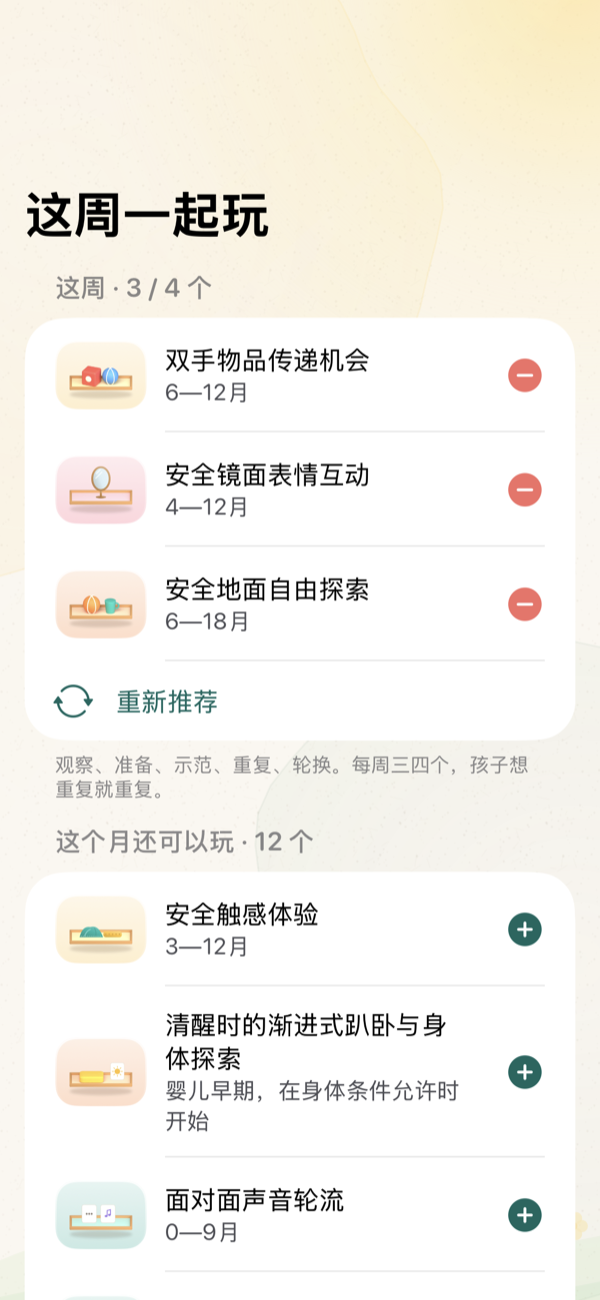 这周一起玩
这周 · 3 / 4 个
双手物品传递机会
6—12月
安全镜面表情互动
4—12月
安全地面自由探索
6—18月
重新推荐
观察、准备、示范、重复、轮换。每周三四个，孩子想
重复就重复。
这个月还可以玩 · 12 个
安全触感体验
3—12月
清醒时的渐进式趴卧与身
体探索
婴儿早期，在身体条件允许时
开始
面对面声音轮流
0—9月